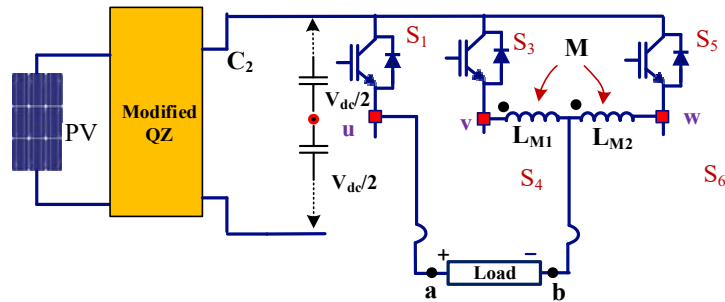 S1
S3
S5
M
C2
Vdc/2
Modified
QZ
PV
u
v
w
LM1
LM2
Vdc/2
S4
S6
+
−
Load
a
b